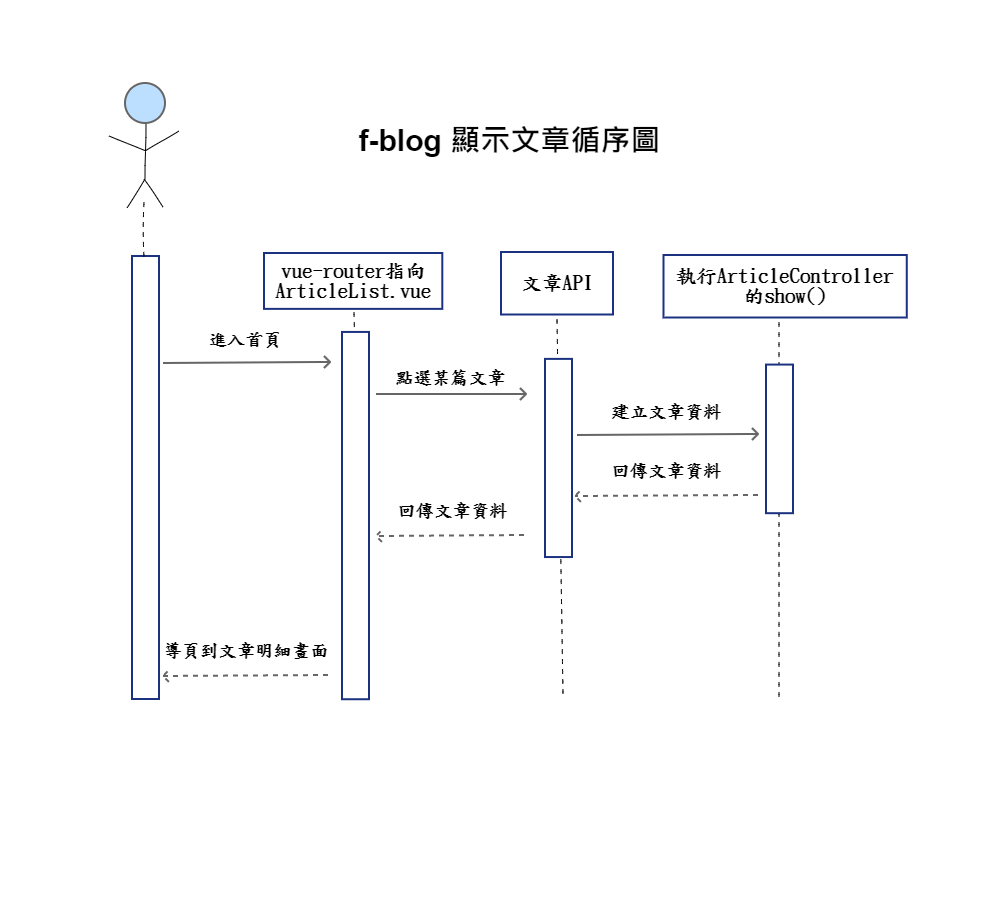 f-blog 顯示文章循序圖
vue-router指向
ArticleList.vue
文章API
執行ArticleController
的show()
進入首頁
點選某篇文章
建立文章資料
回傳文章資料
回傳文章資料
導頁到文章明細畫面